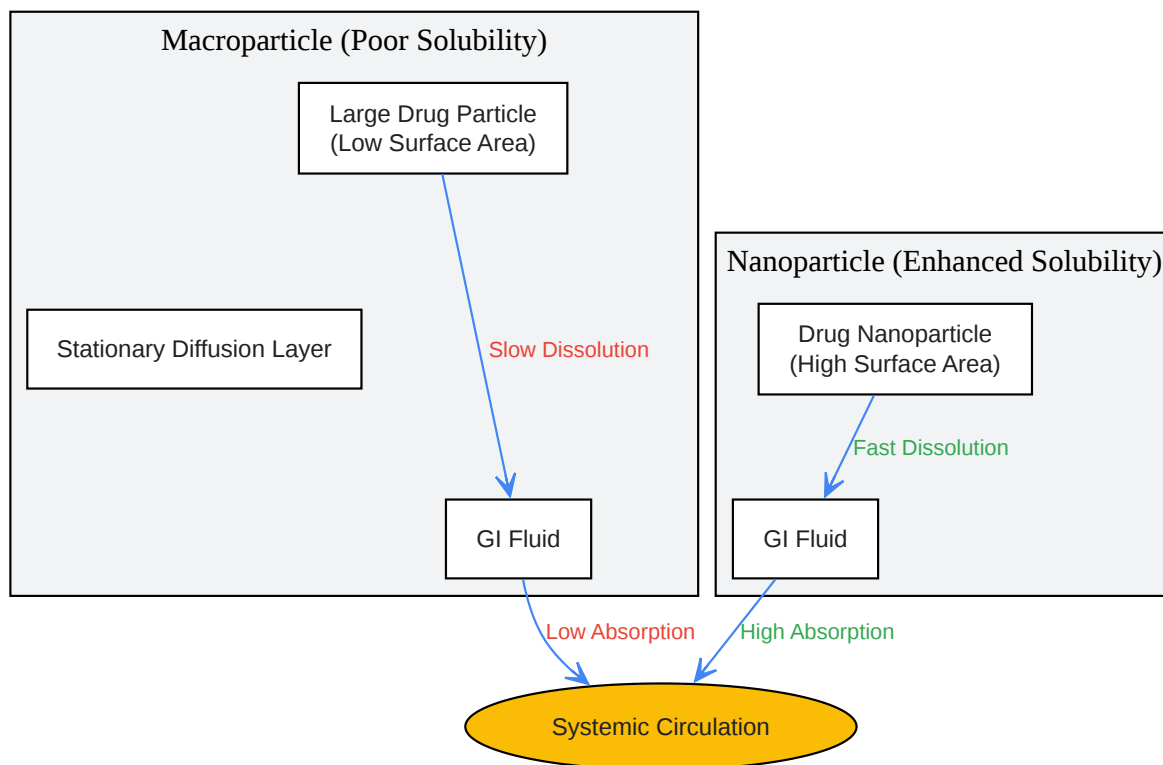 Macroparticle (Poor Solubility)
Large Drug Particle
(Low Surface Area)
Stationary Diffusion Layer
Slow Dissolution
GI Fluid
Low Absorption
Nanoparticle (Enhanced Solubility)
Drug Nanoparticle
(High Surface Area)
Fast Dissolution
GI Fluid
High Absorption
Systemic Circulation